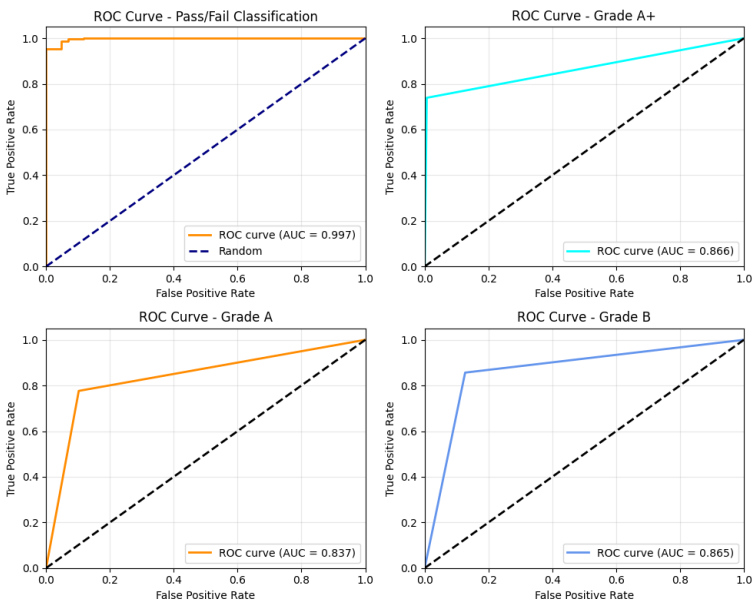 ROC Curve - Pass/Fail Classification
True Positive Rate
1.0
0.8
0.6
0.4
0.2
0.0
ROC curve (AUC = 0.997)
Random
0.0 0.2 0.4 0.6 0.8 1.0
False Positive Rate
ROC Curve - Grade A+
True Positive Rate
1.0
0.8
0.6
0.4
0.2
0.0
ROC curve (AUC = 0.866)
0.0 0.2 0.4 0.6 0.8 1.0
False Positive Rate
ROC Curve - Grade A
True Positive Rate
1.0
0.8
0.6
0.4
0.2
0.0
ROC curve (AUC = 0.837)
0.0 0.2 0.4 0.6 0.8 1.0
False Positive Rate
ROC Curve - Grade B
True Positive Rate
1.0
0.8
0.6
0.4
0.2
0.0
ROC curve (AUC = 0.865)
0.0 0.2 0.4 0.6 0.8 1.0
False Positive Rate